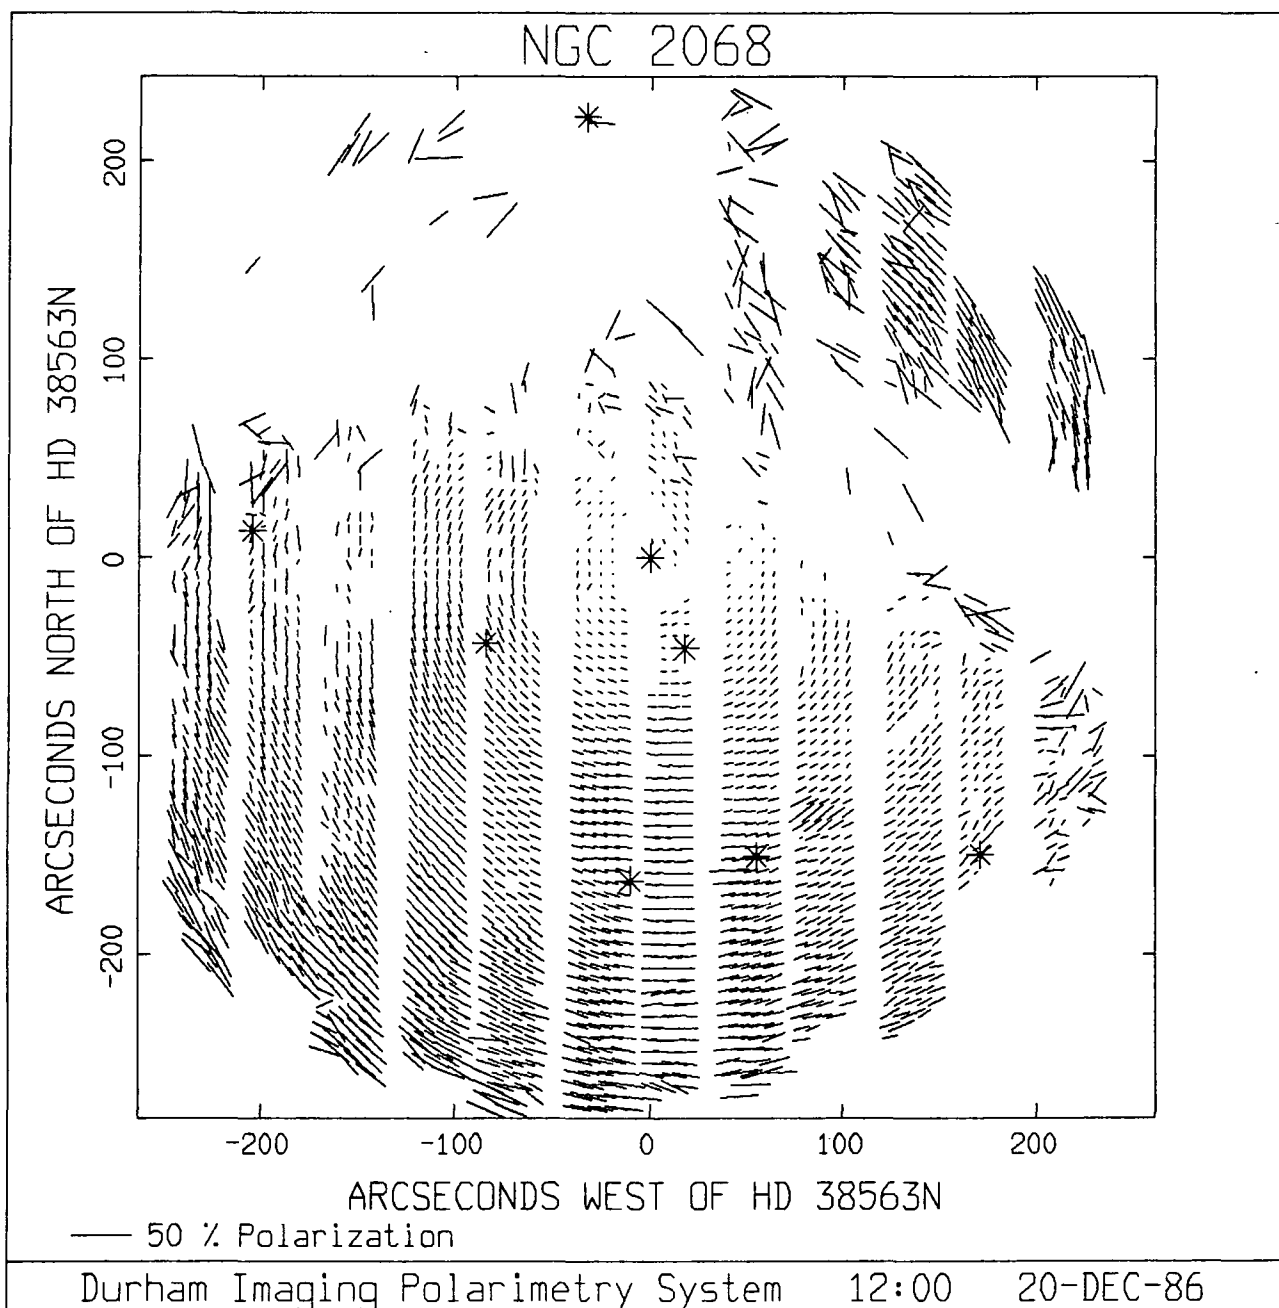 NGC 2068
200
100
0
-100
-200
ARCSECONDS NORTH OF HD 38563N
-200 -100 0 100 200
ARCSECONDS WEST OF HD 38563N
50 % Polarization
Durham Imaging Polarimetry System 12:00 20-DEC-86